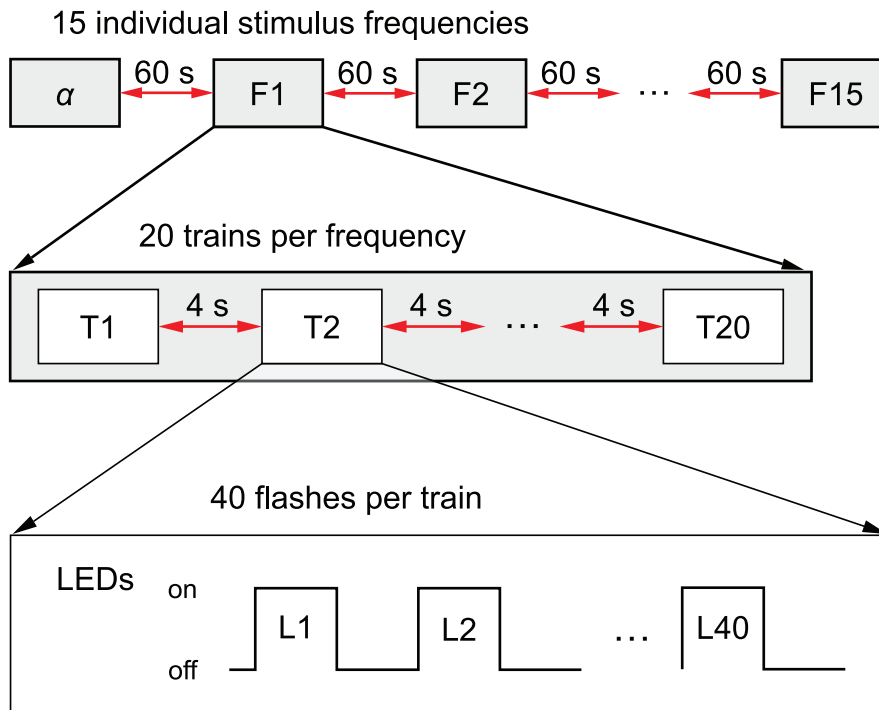 15 individual stimulus frequencies
60 s 60 s 60 s 60 s
α F1 F2 ... F15
20 trains per frequency
4 s 4 s 4 s
T1 T2 ... T20
40 flashes per train
LEDs on
L1 L2 ... L40
off